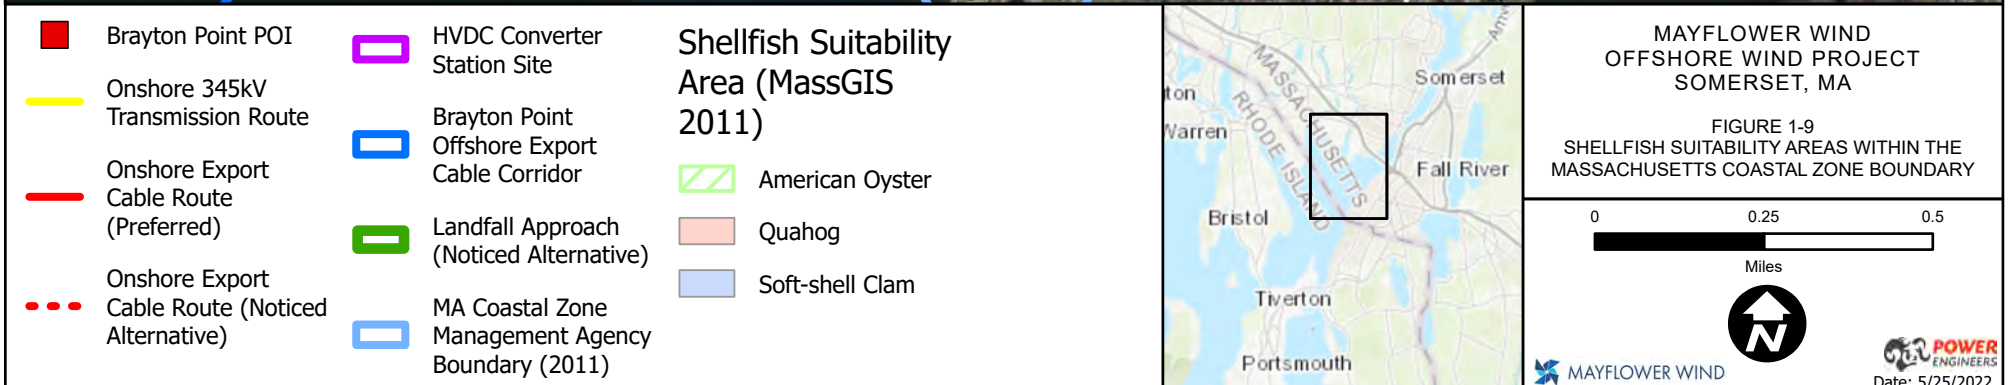 Brayton Point POI
Onshore 345kV
Transmission Route
Onshore Export
Cable Route
(Preferred)
Onshore Export
Cable Route (Noticed
Alternative)
HVDC Converter
Station Site
Brayton Point
Offshore Export
Cable Corridor
Landfall Approach
(Noticed Alternative)
MA Coastal Zone
Management Agency
Boundary (2011)
Shellfish Suitability
Area (MassGIS
2011)
American Oyster
Quahog
Soft-shell Clam
MASSACHUSETTS
RHODE ISLAND
Somerset
ton
Warren
Fall River
Bristol
Tiverton
Portsmouth
MAYFLOWER WIND
OFFSHORE WIND PROJECT
SOMERSET, MA
FIGURE 1-9
SHELLFISH SUITABILITY AREAS WITHIN THE
MASSACHUSETTS COASTAL ZONE BOUNDARY
0 0.25 0.5
Miles
N
MAYFLOWER WIND
POWER
ENGINEERS
Date: 5/25/2022